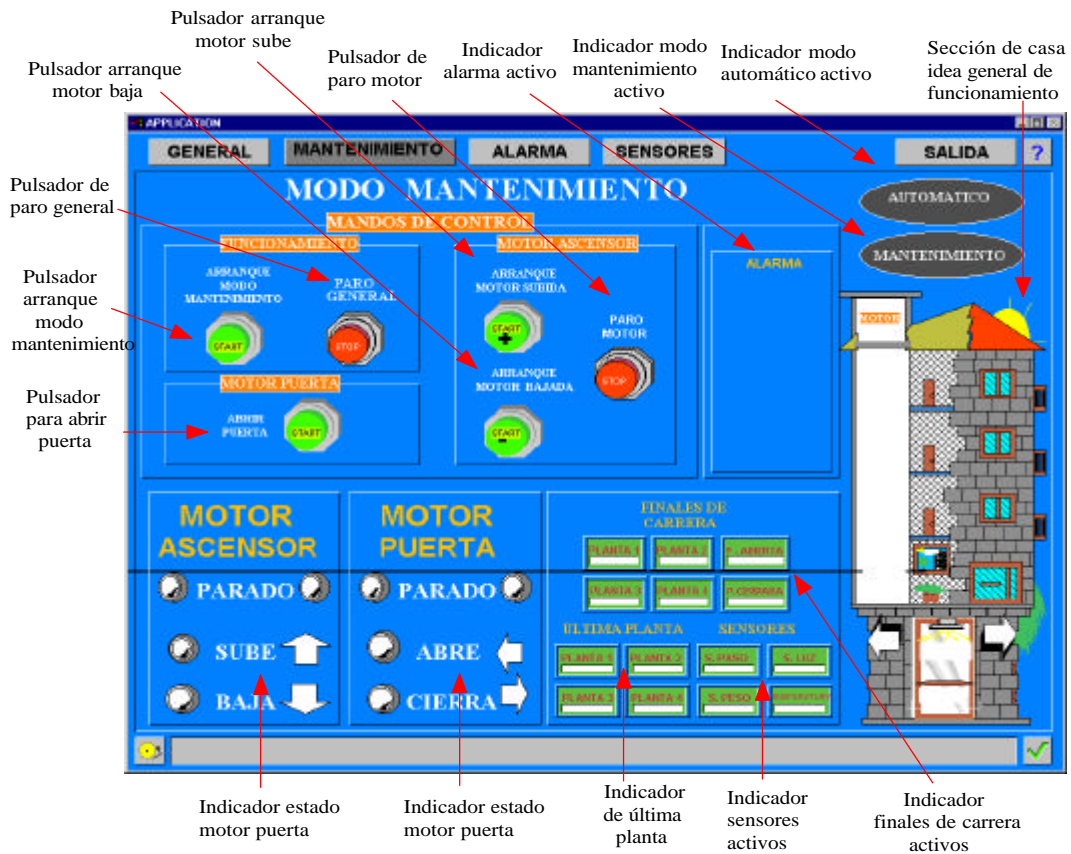 Pulsador arranque
motor sube
Pulsador arranque
motor baja
Pulsador de
paro motor
Indicador
alarma activo
Indicador modo
mantenimiento
activo
Indicador modo
automático activo
Sección de casa
idea general de
funcionamiento
APPLICATION
GENERAL
MANTENIMIENTO
ALARMA
SENSORES
SALIDA
?
MODO MANTENIMIENTO
AUTOMATICO
MANTENIMIENTO
Pulsador de
paro general
Pulsador
arranque
modo
mantenimiento
Pulsador
para abrir
puerta
MANDOS DE CONTROL
FUNCIONAMIENTO
ARRANQUE
MODO
MANTENIMIENTO
START
PARO
GENERAL
STOP
MOTOR ASCENSOR
ARRANQUE
MOTOR SUBIDA
START
+
PARO
MOTOR
STOP
ARRANQUE
MOTOR BAJADA
START
-
MOTOR PUERTA
ABRIR
PUERTA
START
ALARMA
MOTOR
MOTOR
ASCENSOR
PARADO
SUBE
BAJA
MOTOR
PUERTA
PARADO
ABRE
CIERRA
FINALES DE
CARRERA
PLANTA 1
PLANTA 2
P. ABIERTA
PLANTA 3
PLANTA 4
P.CERRADA
ULTIMA PLANTA
SENSORES
PLANTA 1
PLANTA 2
S. PASO
S. LUZ
PLANTA 3
PLANTA 4
S. PESO
Indicador estado
motor puerta
Indicador estado
motor puerta
Indicador
de última
planta
Indicador
sensores
activos
Indicador
finales de carrera
activos